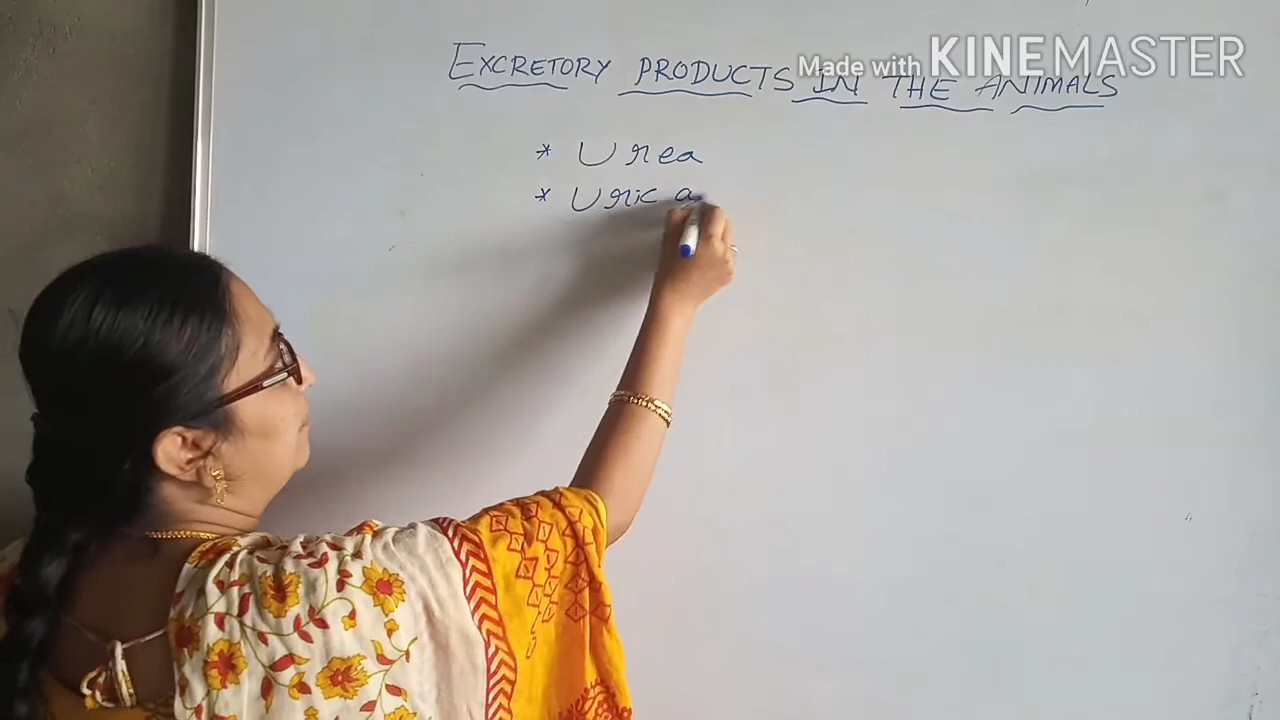 EXCRETORY PRODUCTS IN THE ANIMALS
Made with KINEMASTER
* Urea
* Uric a